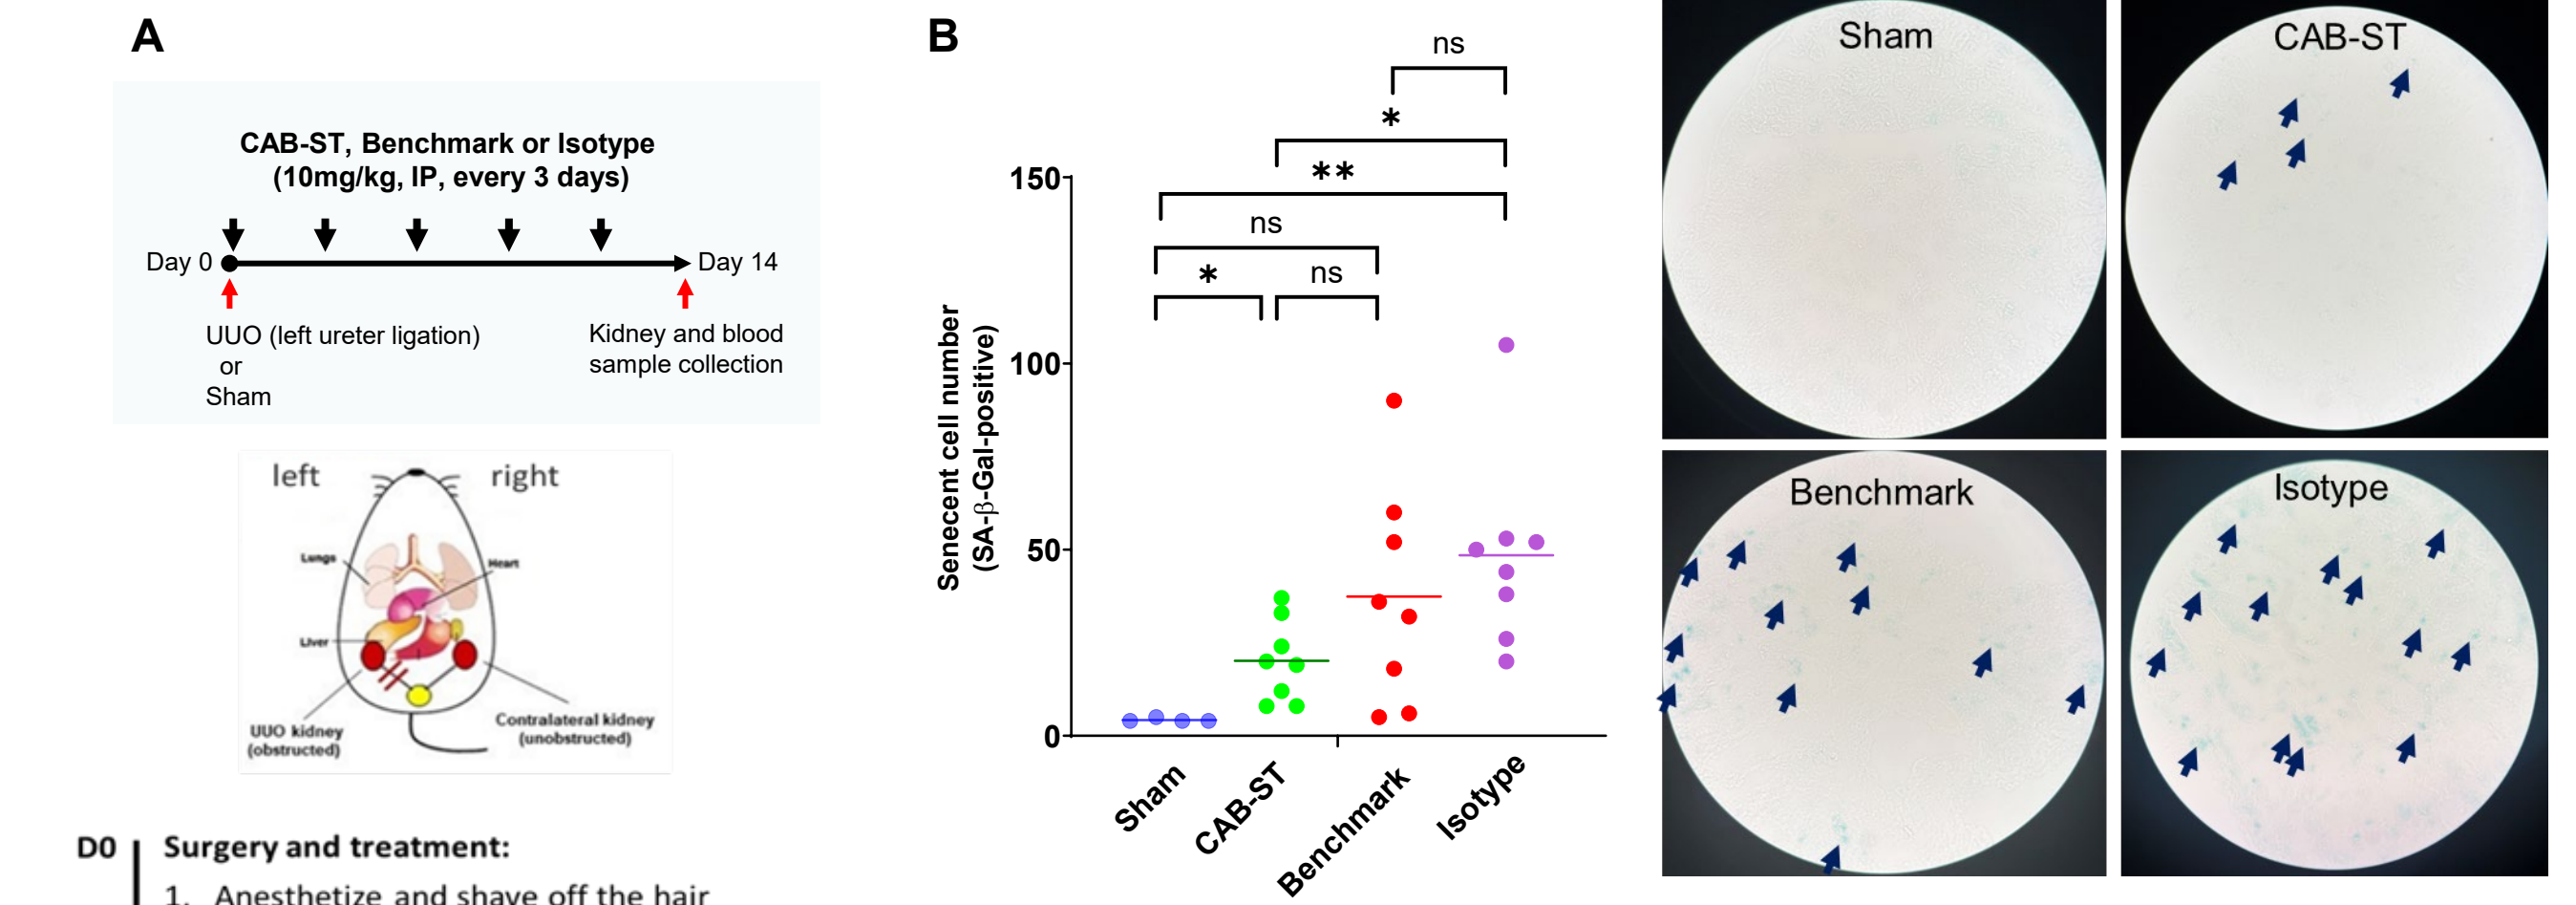 A
CAB-ST, Benchmark or Isotype
(10mg/kg, IP, every 3 days)
Day 0
Day 14
UUO (left ureter ligation)
or
Sham
Kidney and blood
sample collection
left
right
Lungs
Heart
Liver
UUO kidney
(obstructed)
Contralateral kidney
(unobstructed)
D0
Surgery and treatment:
1. Anesthetize and shave off the hair
B
ns
*
**
ns
*
ns
Senecent cell number
(SA-β-Gal-positive)
150
100
50
0
Sham
CAB-ST
Benchmark
Isotype
Sham
CAB-ST
Benchmark
Isotype